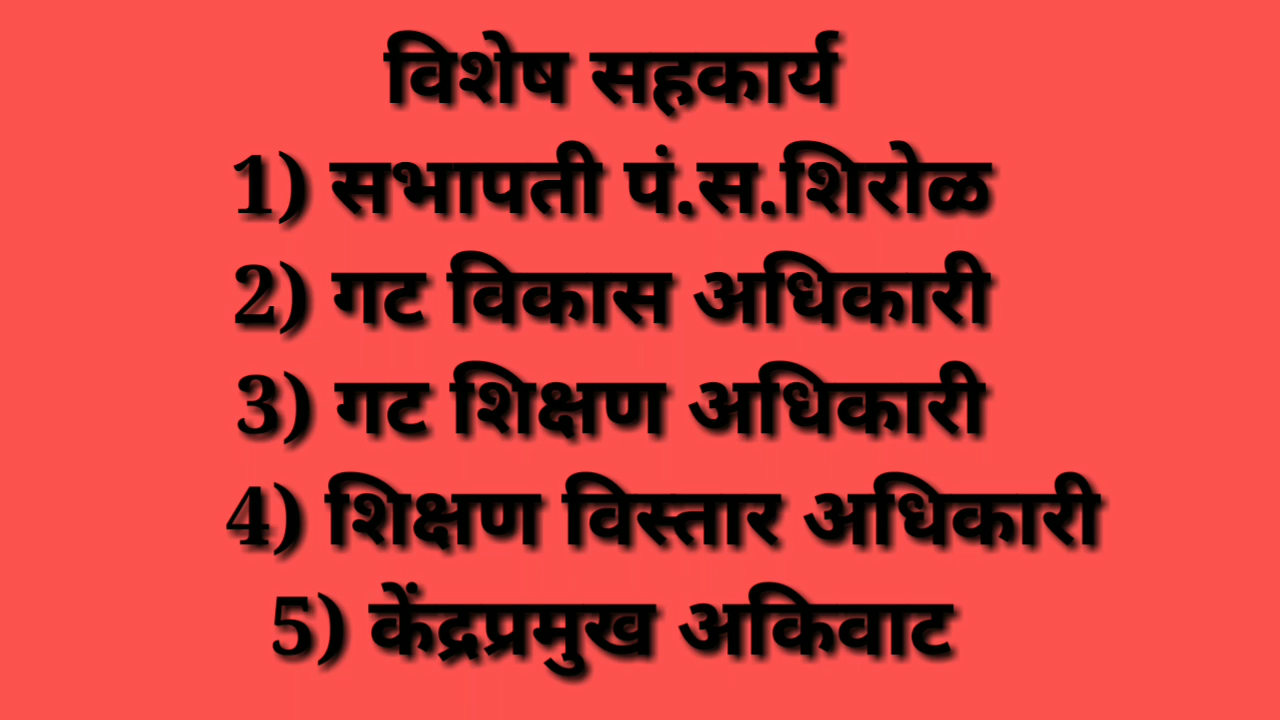 विशेष सहकार्य
1) सभापती पं.स.शिरोळ
2) गट विकास अधिकारी
3) गट शिक्षण अधिकारी
4) शिक्षण विस्तार अधिकारी
5) केंद्रप्रमुख अकिवाट